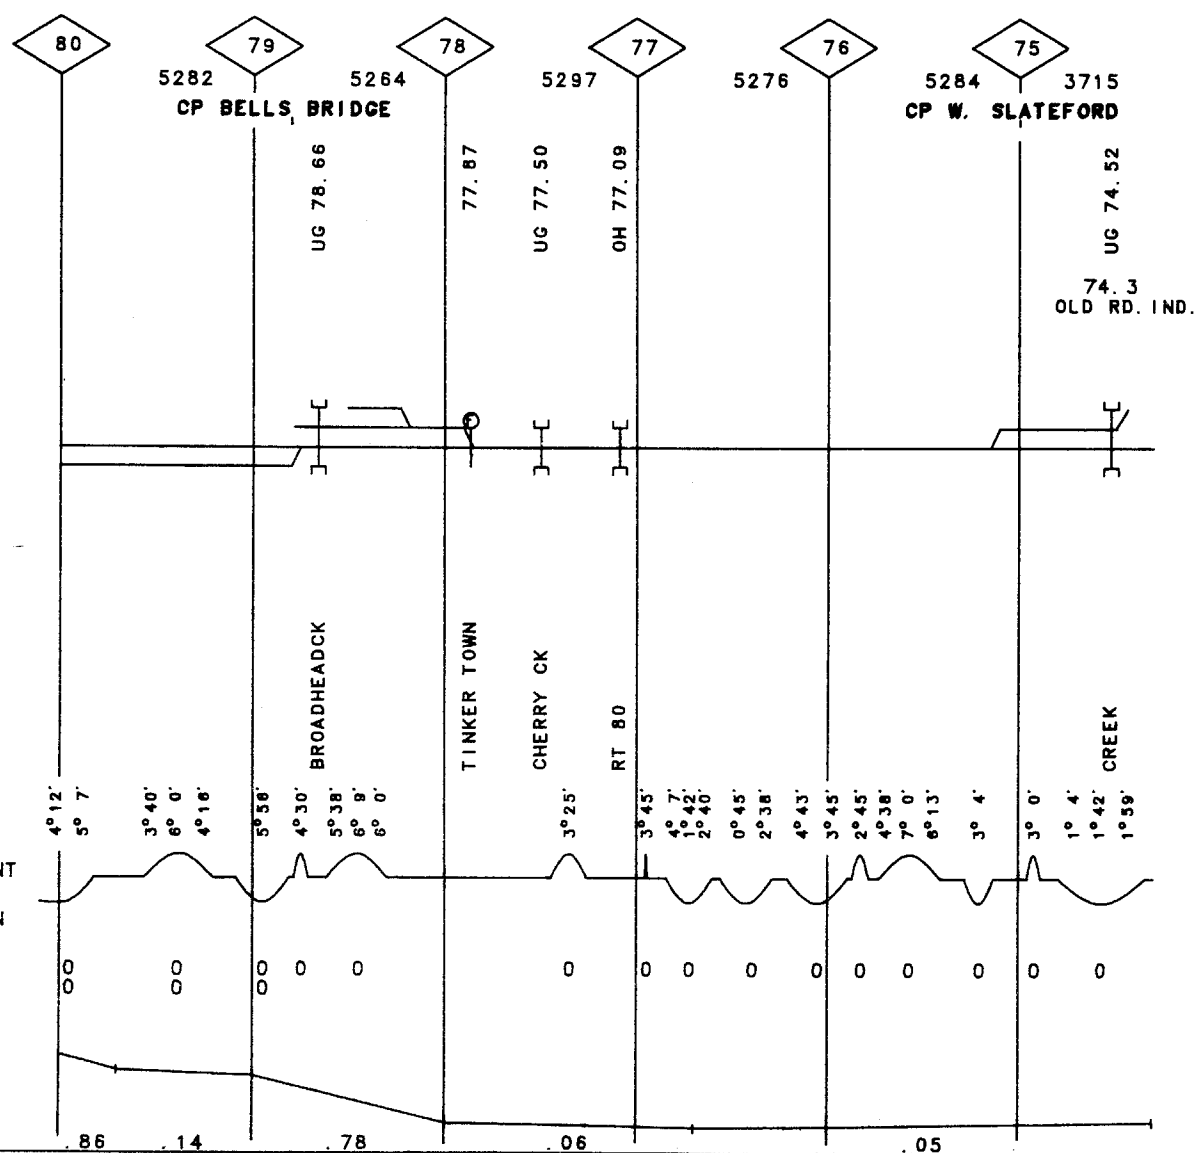 80 79 78 77 76 75
5282 5264 5297 5276 5284 3715
CP BELLS BRIDGE
CP W. SLATEFORD
UG 78.66
77.87
UG 77.50
OH 77.09
UG 74.52
74.3
OLD RD. IND.
BROADHEADCK
TINKER TOWN
CHERRY CK
RT 80
CREEK
4°12'
5° 7'
3°40'
6° 0'
4°16'
5°56'
4°30'
5°38'
6° 9'
6° 0'
3°25'
3°45'
4° 7'
1°42'
2°40'
0°45'
2°38'
4°43'
3°45'
2°45'
4°38'
7° 0'
6°13'
3° 4'
3° 0'
1° 4'
1°42'
1°59'
NT
N
0 0 0 0 0 0 0 0 0 0 0 0 0 0 0 0
0 0 0
.86 .14 .78 .06 .05